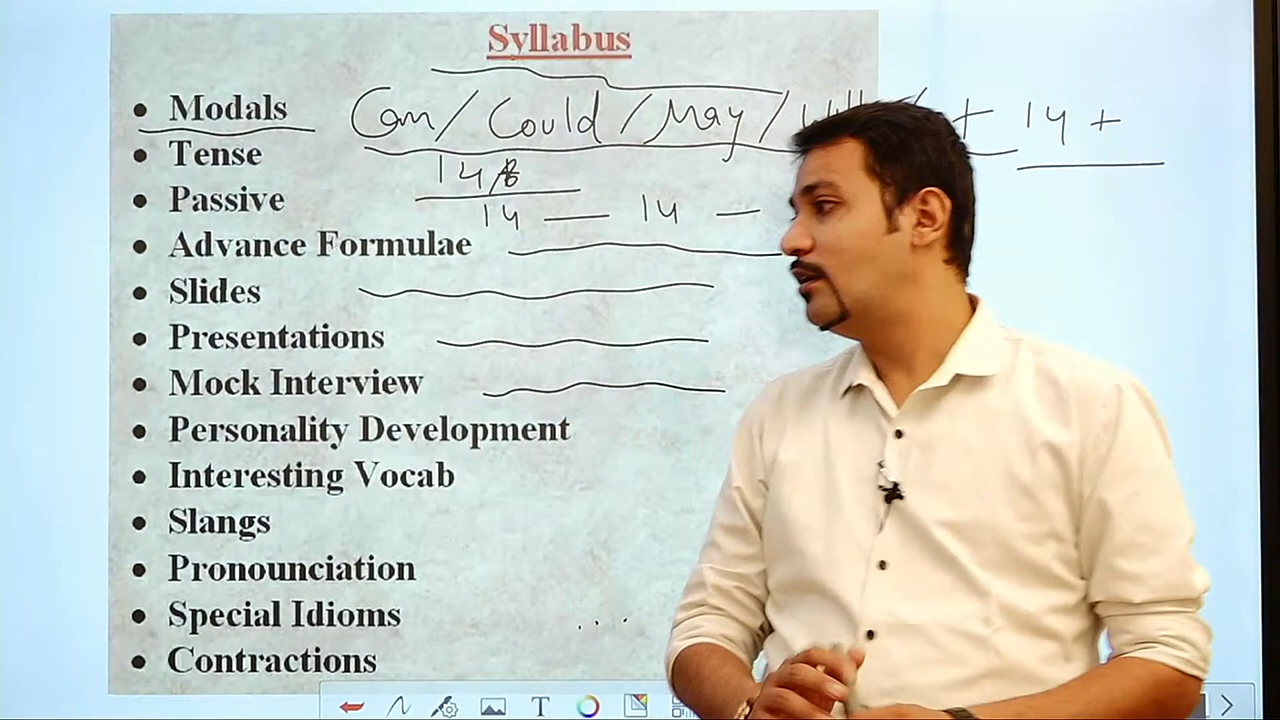 Syllabus
• Modals Can / Could / May / + 14 +
• Tense
14
• Passive 14 — 14 —
• Advance Formulae
• Slides
• Presentations
• Mock Interview
• Personality Development
• Interesting Vocab
• Slangs
• Pronounciation
• Special Idioms
• Contractions
T